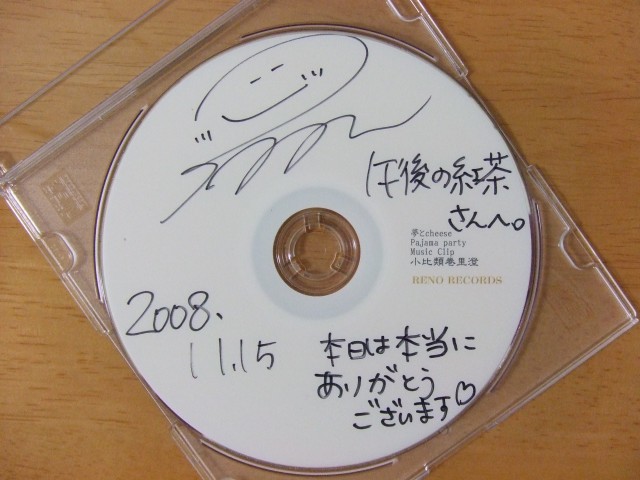 午後の紅茶
さんへ。
夢とcheese
Pajama party
Music Clip
小比類巻里澄
RENO RECORDS
2008.
11.15
本日は本当に
ありがとう
ございます♡